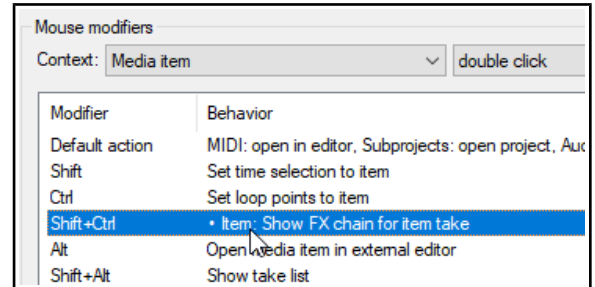 Mouse modifiers
Context: Media item double click
Modifier Behavior
Default action MIDI: open in editor, Subprojects: open project, Auc
Shift Set time selection to item
Ctrl Set loop points to item
Shift+Ctrl • Item: Show FX chain for item take
Alt Open media item in external editor
Shift+Alt Show take list